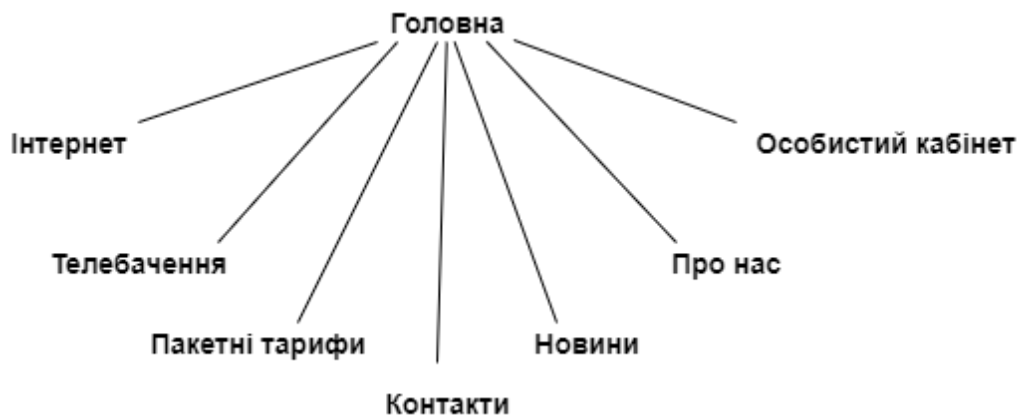 Головна
Інтернет
Особистий кабінет
Телебачення
Про нас
Пакетні тарифи
Новини
Контакти